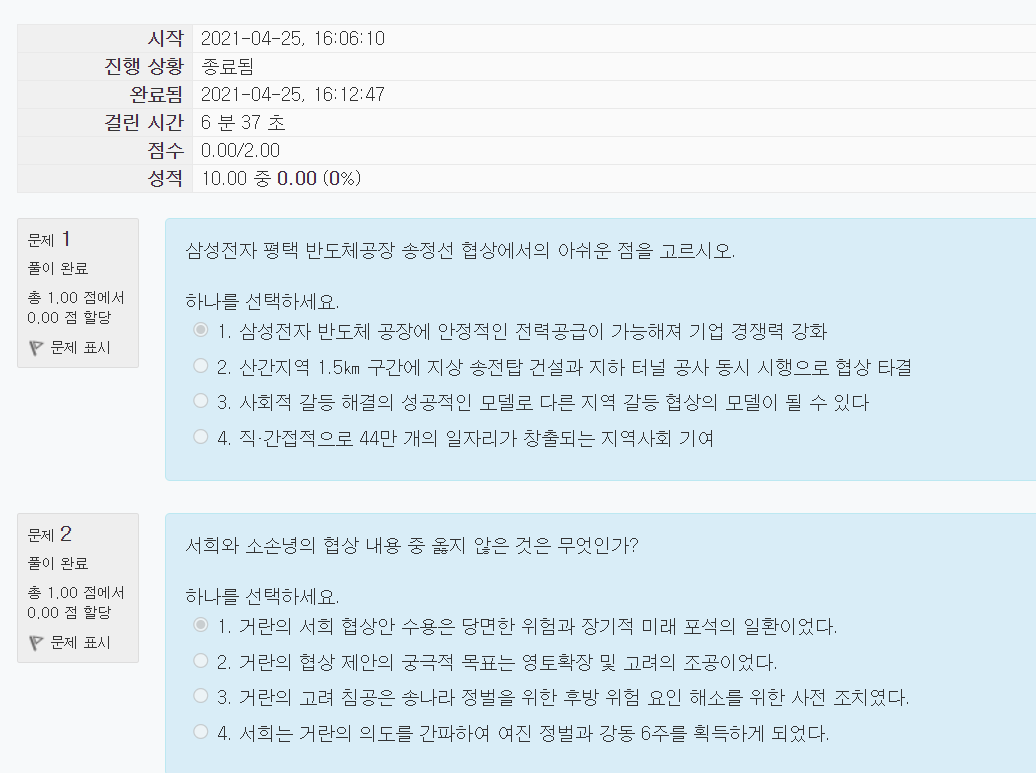 시작 2021-04-25, 16:06:10
진행 상황 종료됨
완료됨 2021-04-25, 16:12:47
걸린 시간 6 분 37 초
점수 0.00/2.00
성적 10.00 중 0.00 (0%)
문제 1
풀이 완료
총 1.00 점에서
0.00 점 할당
문제 표시
삼성전자 평택 반도체공장 송정선 협상에서의 아쉬운 점을 고르시오.
하나를 선택하세요.
1. 삼성전자 반도체 공장에 안정적인 전력공급이 가능해져 기업 경쟁력 강화
2. 산간지역 1.5㎞ 구간에 지상 송전탑 건설과 지하 터널 공사 동시 시행으로 협상 타결
3. 사회적 갈등 해결의 성공적인 모델로 다른 지역 갈등 협상의 모델이 될 수 있다
4. 직·간접적으로 44만 개의 일자리가 창출되는 지역사회 기여
문제 2
풀이 완료
총 1.00 점에서
0.00 점 할당
문제 표시
서희와 소손녕의 협상 내용 중 옳지 않은 것은 무엇인가?
하나를 선택하세요.
1. 거란의 서희 협상안 수용은 당면한 위험과 장기적 미래 포석의 일환이었다.
2. 거란의 협상 제안의 궁극적 목표는 영토확장 및 고려의 조공이었다.
3. 거란의 고려 침공은 송나라 정벌을 위한 후방 위험 요인 해소를 위한 사전 조치였다.
4. 서희는 거란의 의도를 간파하여 여진 정벌과 강동 6주를 획득하게 되었다.